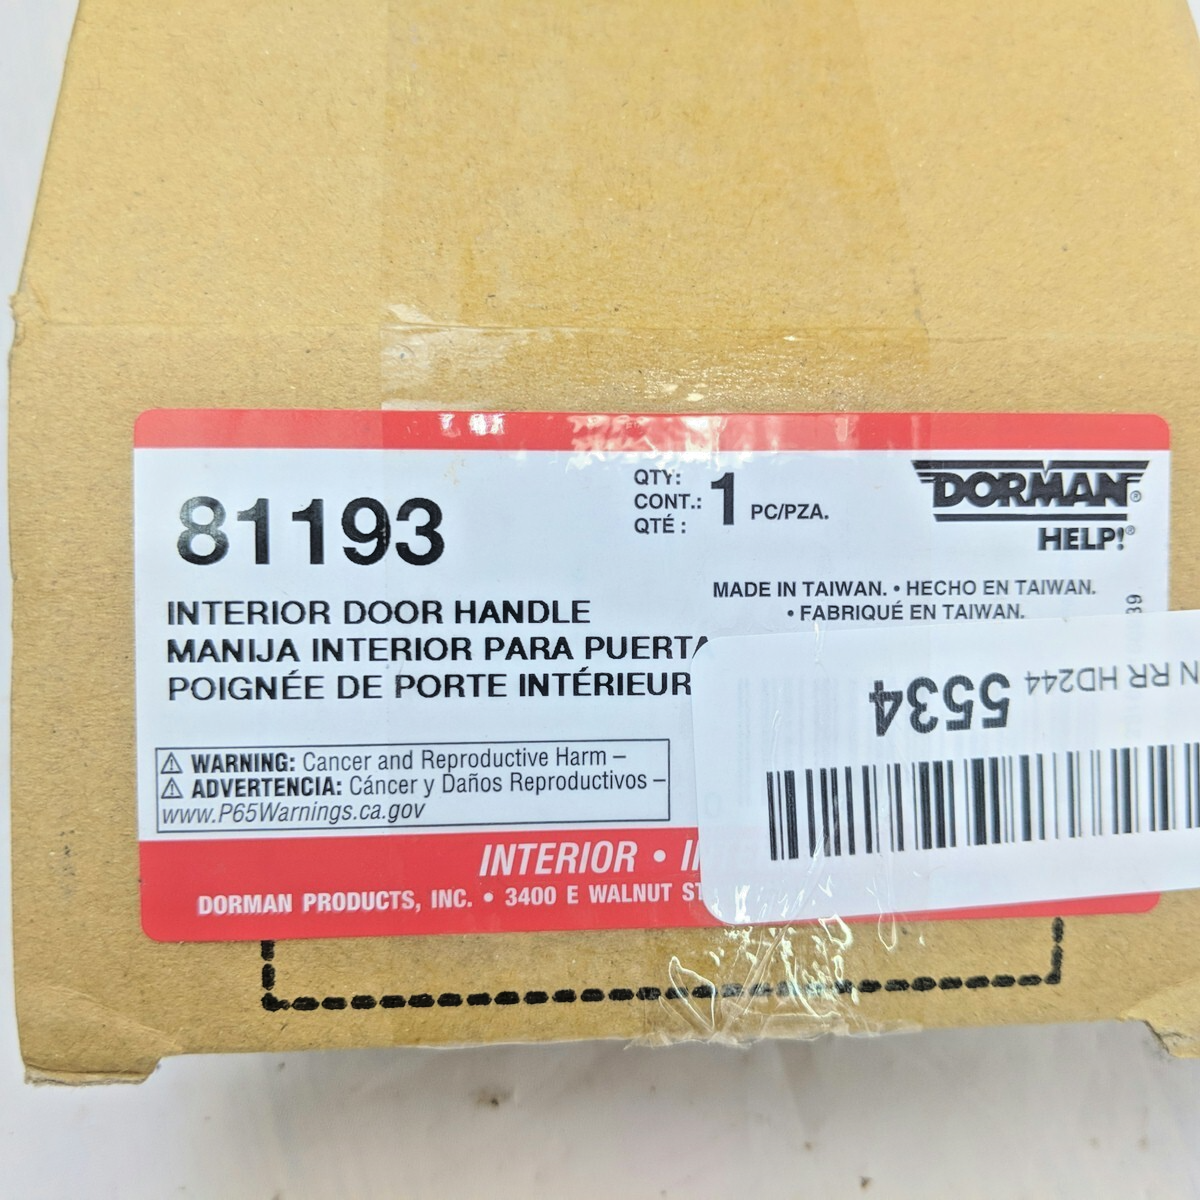 81193
QTY:
CONT.: 1 PC/PZA.
QTÉ :
DORMAN®
HELP!®
MADE IN TAIWAN. • HECHO EN TAIWAN.
• FABRIQUÉ EN TAIWAN.
INTERIOR DOOR HANDLE
MANIJA INTERIOR PARA PUERTA
POIGNÉE DE PORTE INTÉRIEUR
⚠ WARNING: Cancer and Reproductive Harm –
⚠ ADVERTENCIA: Cáncer y Daños Reproductivos –
www.P65Warnings.ca.gov
INTERIOR •
DORMAN PRODUCTS, INC. • 3400 E WALNUT ST
N RR HD244
5534